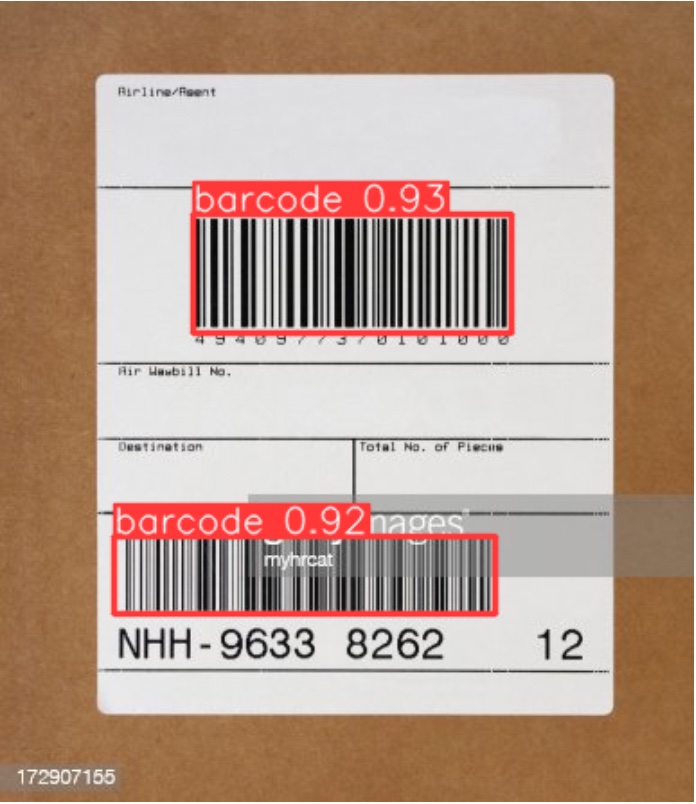 Airline/Agent
barcode 0.93
4940977370101000
Air Waybill No.
Destination
Total No. of Pieces
barcode 0.92
nages
myhrcat
NHH-9633 8262 12
172907155